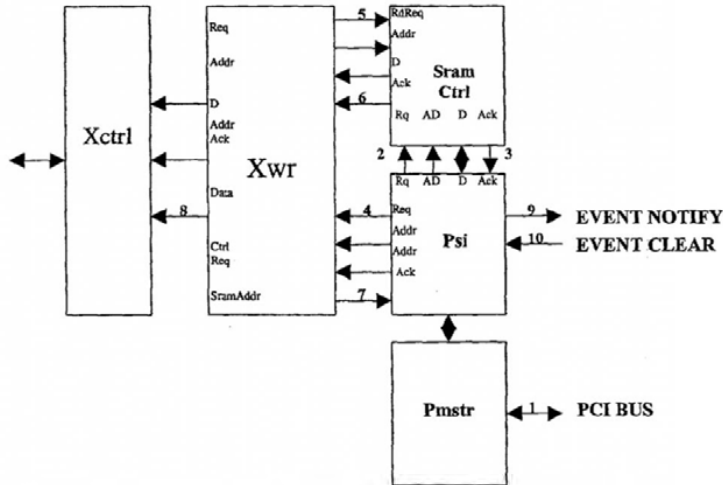 Xctrl
Req
Addr
D
Addr
Ack
Xwr
Data
8
Ctrl
Req
SramAddr
5
6
4
7
RdReq
Addr
D
Ack
Sram
Ctrl
Rq AD D Ack
2 3
Rq AD D Ack
Req
Addr
Addr
Ack
Psi
9 EVENT NOTIFY
10 EVENT CLEAR
Pmstr
1 PCI BUS